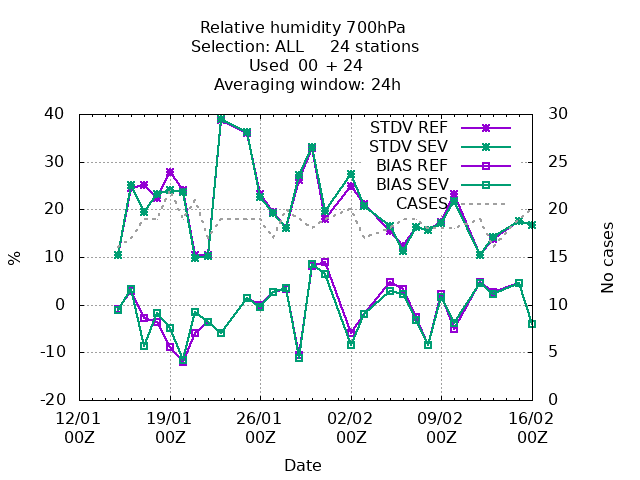 Relative humidity 700hPa
Selection: ALL 24 stations
Used 00 + 24
Averaging window: 24h
40 30
STDV REF
STDV SEV
30 25
BIAS REF
BIAS SEV
CASES
20 20
%
No cases
10 15
0 10
-10 5
-20 0
12/01 19/01 26/01 02/02 09/02 16/02
00Z 00Z 00Z 00Z 00Z 00Z
Date